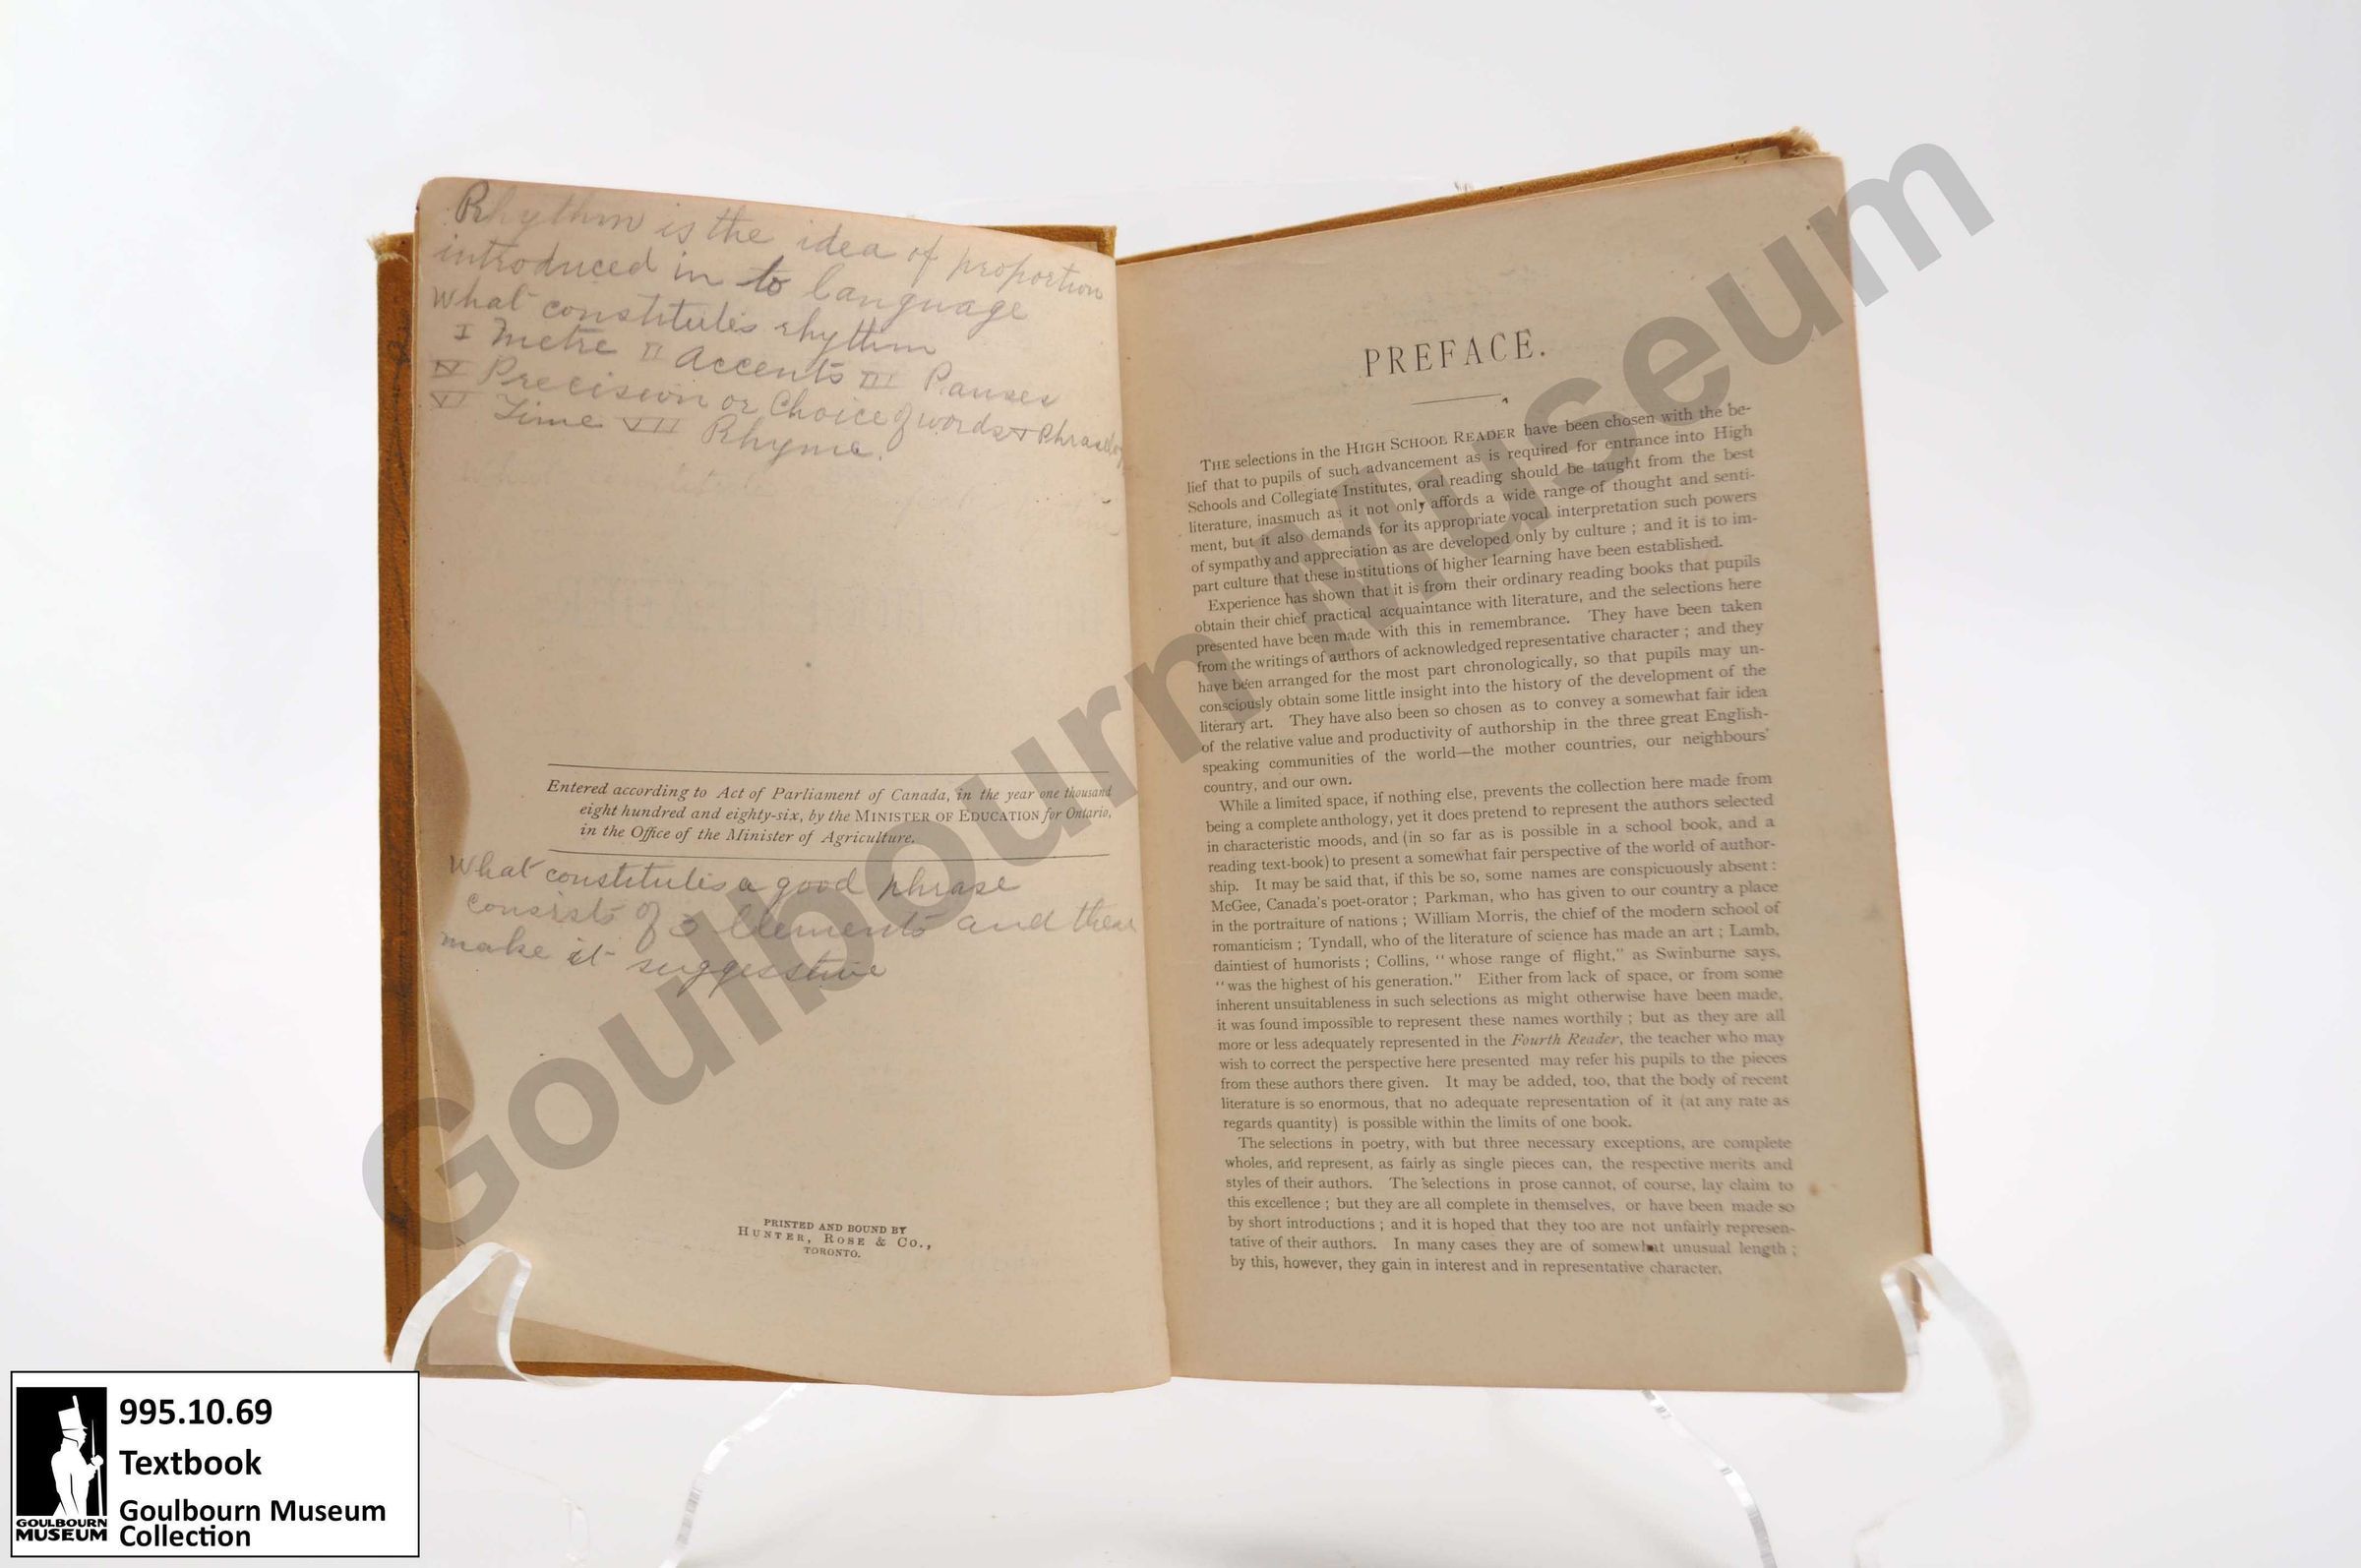 Rhythm is the idea of proportion
introduced in to language
What constitutes rhythm
I Metre II Accents III Pauses
IV Precision or Choice of words &
VI Time VII Rhyme.
What
Entered according to Act of Parliament of Canada, in the year one thousand
eight hundred and eighty-six, by the MINISTER OF EDUCATION for Ontario,
in the Office of the Minister of Agriculture.
What constitutes a good phrase
consists of 3 Elements and these
make it suggesstive
PRINTED AND BOUND BY
HUNTER, ROSE & CO.,
TORONTO.
PREFACE.
THE selections in the HIGH SCHOOL READER have been chosen with the be-
lief that to pupils of such advancement as is required for entrance into High
Schools and Collegiate Institutes, oral reading should be taught from the best
literature, inasmuch as it not only affords a wide range of thought and senti-
ment, but it also demands for its appropriate vocal interpretation such powers
of sympathy and appreciation as are developed only by culture ; and it is to im-
part culture that these institutions of higher learning have been established.
Experience has shown that it is from their ordinary reading books that pupils
obtain their chief practical acquaintance with literature, and the selections here
presented have been made with this in remembrance. They have been taken
from the writings of authors of acknowledged representative character ; and they
have been arranged for the most part chronologically, so that pupils may un-
consciously obtain some little insight into the history of the development of the
literary art. They have also been so chosen as to convey a somewhat fair idea
of the relative value and productivity of authorship in the three great English-
speaking communities of the world—the mother countries, our neighbours'
country, and our own.
While a limited space, if nothing else, prevents the collection here made from
being a complete anthology, yet it does pretend to represent the authors selected
in characteristic moods, and (in so far as is possible in a school book, and a
reading text-book) to present a somewhat fair perspective of the world of author-
ship. It may be said that, if this be so, some names are conspicuously absent :
McGee, Canada's poet-orator ; Parkman, who has given to our country a place
in the portraiture of nations ; William Morris, the chief of the modern school of
romanticism ; Tyndall, who of the literature of science has made an art ; Lamb,
daintiest of humorists ; Collins, “ whose range of flight,” as Swinburne says,
“ was the highest of his generation.” Either from lack of space, or from some
inherent unsuitableness in such selections as might otherwise have been made,
it was found impossible to represent these names worthily ; but as they are all
more or less adequately represented in the Fourth Reader, the teacher who may
wish to correct the perspective here presented may refer his pupils to the pieces
from these authors there given. It may be added, too, that the body of recent
literature is so enormous, that no adequate representation of it (at any rate as
regards quantity) is possible within the limits of one book.
The selections in poetry, with but three necessary exceptions, are complete
wholes, and represent, as fairly as single pieces can, the respective merits and
styles of their authors. The selections in prose cannot, of course, lay claim to
this excellence ; but they are all complete in themselves, or have been made so
by short introductions ; and it is hoped that they too are not unfairly represen-
tative of their authors. In many cases they are of somewhat unusual length ;
by this, however, they gain in interest and in representative character.
Goulbourn Museum
995.10.69
Textbook
Goulbourn Museum
Collection
GOULBOURN
MUSEUM